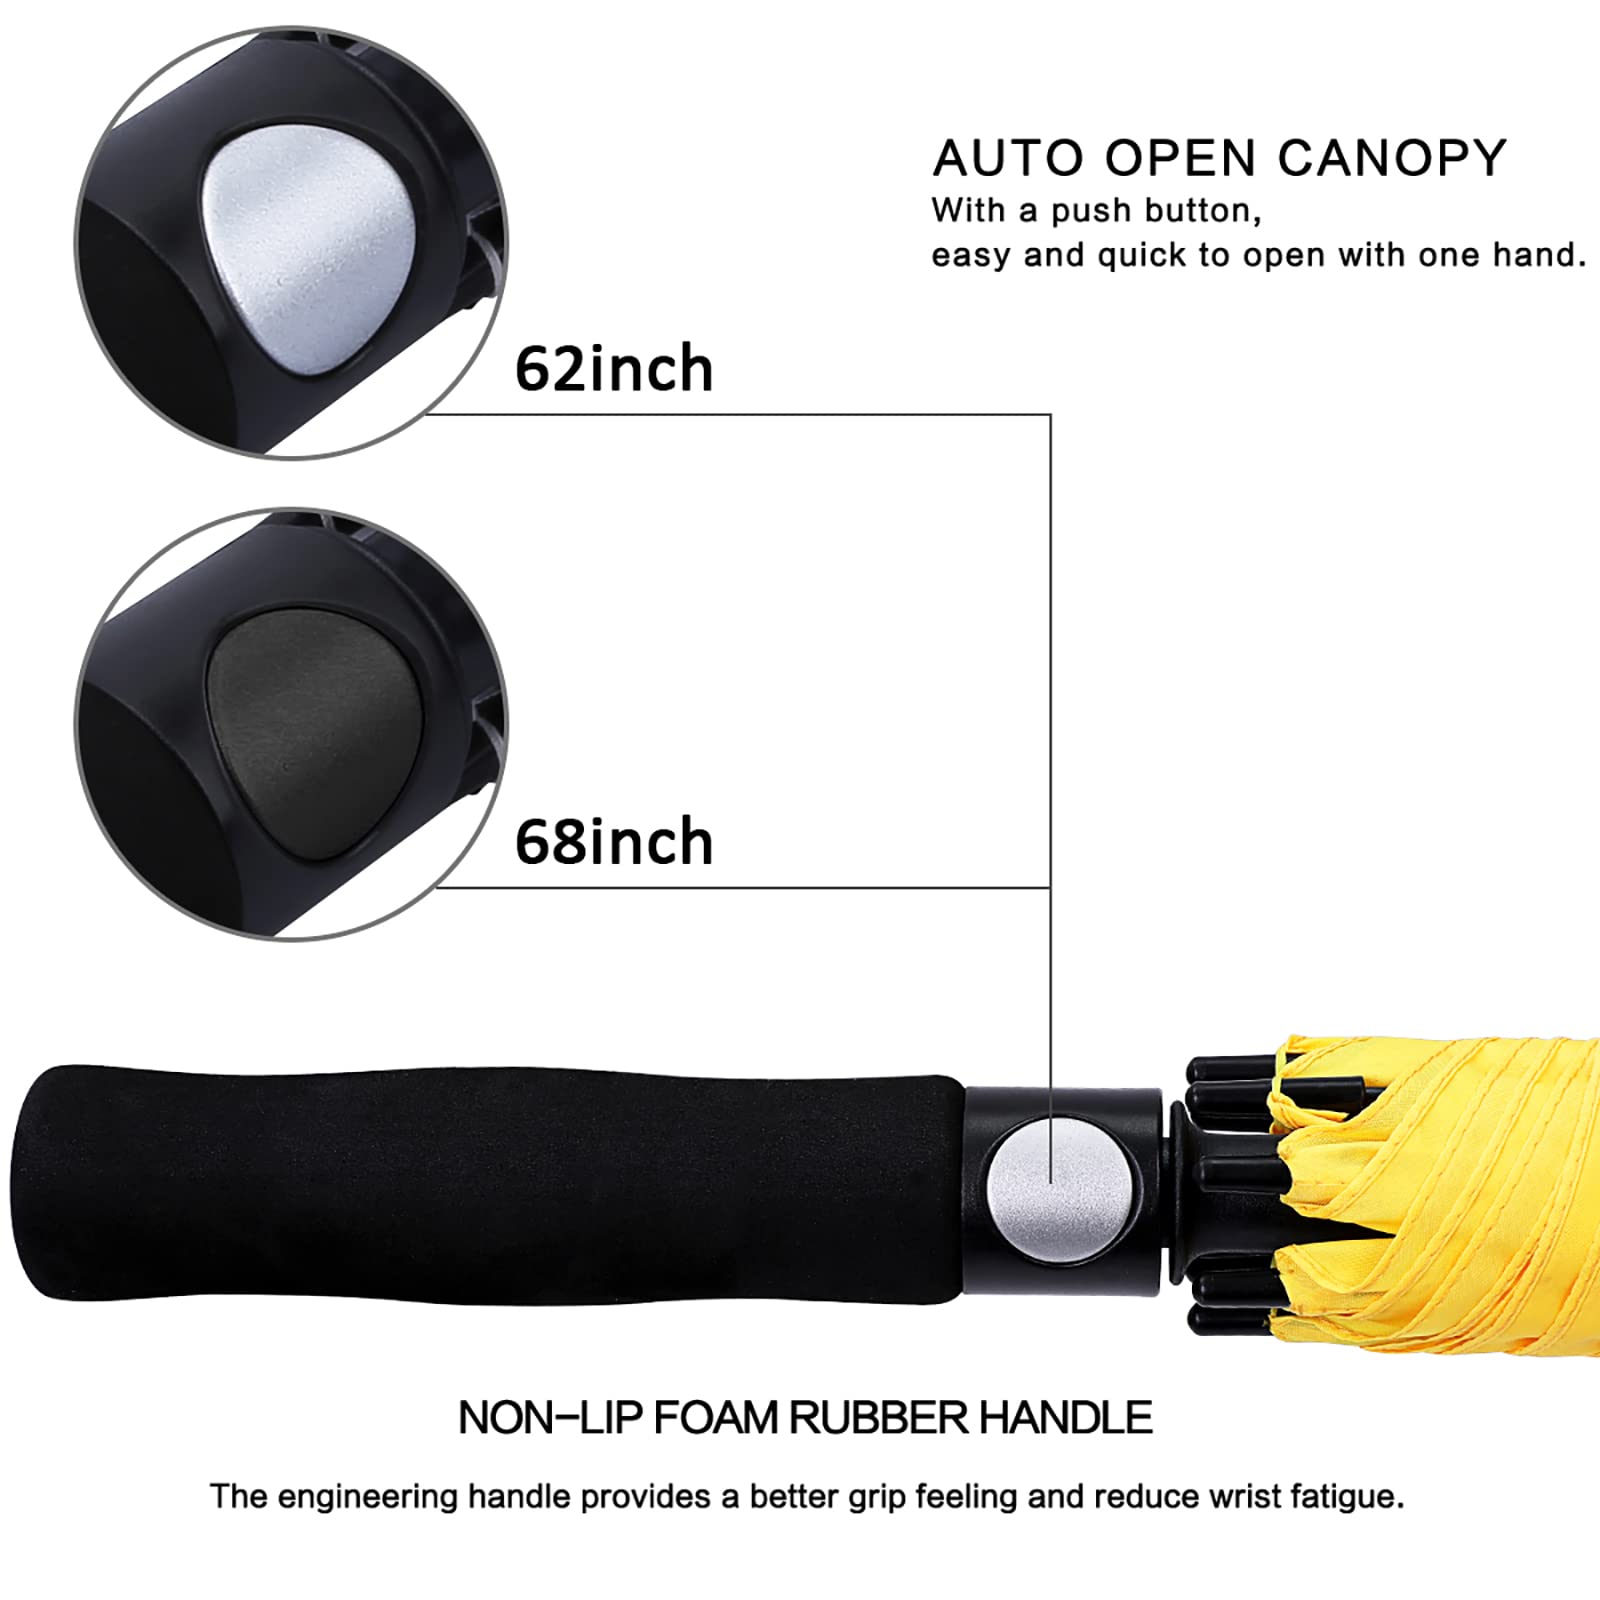 AUTO OPEN CANOPY
With a push button,
easy and quick to open with one hand.
62inch
68inch
NON-LIP FOAM RUBBER HANDLE
The engineering handle provides a better grip feeling and reduce wrist fatigue.